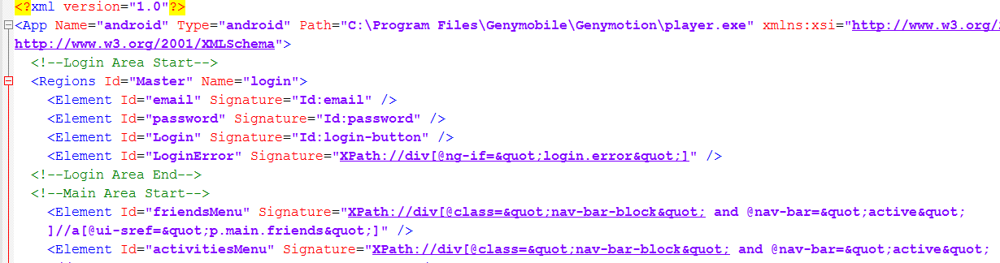 <?xml version="1.0"?>
<App Name="android" Type="android" Path="C:\Program Files\Genymobile\Genymotion\player.exe" xmlns:xsi="http://www.w3.org/
http://www.w3.org/2001/XMLSchema">
<!--Login Area Start-->
<Regions Id="Master" Name="login">
<Element Id="email" Signature="Id:email" />
<Element Id="password" Signature="Id:password" />
<Element Id="Login" Signature="Id:login-button" />
<Element Id="LoginError" Signature="XPath://div[@ng-if=&quot;login.error&quot;]" />
<!--Login Area End-->
<!--Main Area Start-->
<Element Id="friendsMenu" Signature="XPath://div[@class=&quot;nav-bar-block&quot; and @nav-bar=&quot;active&quot;
]//a[@ui-sref=&quot;p.main.friends&quot;]" />
<Element Id="activitiesMenu" Signature="XPath://div[@class=&quot;nav-bar-block&quot; and @nav-bar=&quot;active&quot;